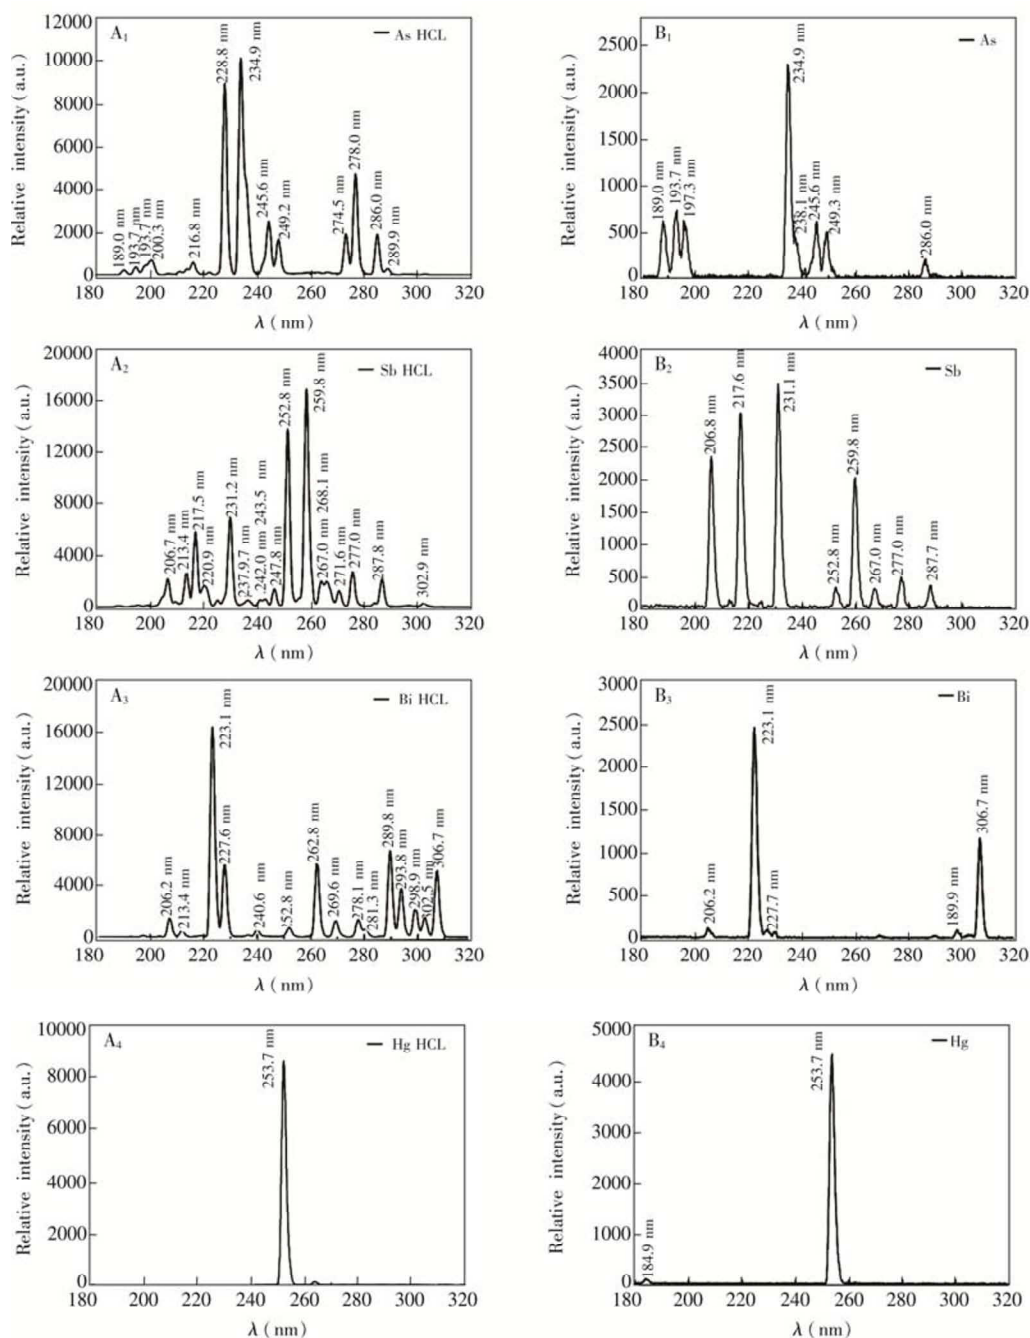 A1
As HCL
Relative intensity (a.u.)
12000
10000
8000
6000
4000
2000
0
189.0 nm
193.7 nm
193.7 nm
200.3 nm
216.8 nm
228.8 nm
234.9 nm
245.6 nm
249.2 nm
274.5 nm
278.0 nm
286.0 nm
289.9 nm
180 200 220 240 260 280 300 320
λ (nm)
B1
As
Relative intensity (a.u.)
2500
2000
1500
1000
500
0
189.0 nm
193.7 nm
197.3 nm
234.9 nm
238.1 nm
245.6 nm
249.3 nm
286.0 nm
180 200 220 240 260 280 300 320
λ (nm)
A2
Sb HCL
Relative intensity (a.u.)
20000
16000
12000
8000
4000
0
206.7 nm
213.4 nm
217.5 nm
220.9 nm
231.2 nm
237.9.7 nm
242.0 nm
243.5 nm
247.8 nm
252.8 nm
259.8 nm
267.0 nm
268.1 nm
271.6 nm
277.0 nm
287.8 nm
302.9 nm
180 200 220 240 260 280 300 320
λ (nm)
B2
Sb
Relative intensity (a.u.)
4000
3500
3000
2500
2000
1500
1000
500
0
206.8 nm
217.6 nm
231.1 nm
252.8 nm
259.8 nm
267.0 nm
277.0 nm
287.7 nm
180 200 220 240 260 280 300 320
λ (nm)
A3
Bi HCL
Relative intensity (a.u.)
20000
16000
12000
8000
4000
0
206.2 nm
213.4 nm
223.1 nm
227.6 nm
240.6 nm
252.8 nm
262.8 nm
269.6 nm
278.1 nm
281.3 nm
289.8 nm
293.8 nm
298.9 nm
302.5 nm
306.7 nm
180 200 220 240 260 280 300 320
λ (nm)
B3
Bi
Relative intensity (a.u.)
3000
2500
2000
1500
1000
500
0
206.2 nm
223.1 nm
227.7 nm
189.9 nm
306.7 nm
180 200 220 240 260 280 300 320
λ (nm)
A4
Hg HCL
Relative intensity (a.u.)
10000
8000
6000
4000
2000
0
253.7 nm
180 200 220 240 260 280 300 320
λ (nm)
B4
Hg
Relative intensity (a.u.)
5000
4000
3000
2000
1000
0
184.9 nm
253.7 nm
180 200 220 240 260 280 300 320
λ (nm)